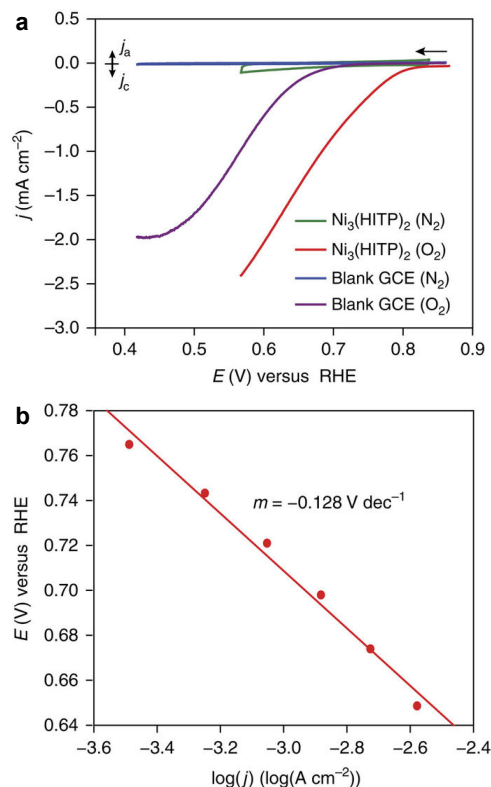 a
0.5
0.0
−0.5
−1.0
−1.5
−2.0
−2.5
−3.0
j (mA cm⁻²)
jₐ
j_c
Ni₃(HITP)₂ (N₂)
Ni₃(HITP)₂ (O₂)
Blank GCE (N₂)
Blank GCE (O₂)
0.4 0.5 0.6 0.7 0.8 0.9
E (V) versus RHE
b
0.78
0.76
0.74
0.72
0.70
0.68
0.66
0.64
E (V) versus RHE
m = −0.128 V dec⁻¹
−3.6 −3.4 −3.2 −3.0 −2.8 −2.6 −2.4
log(j) (log(A cm⁻²)